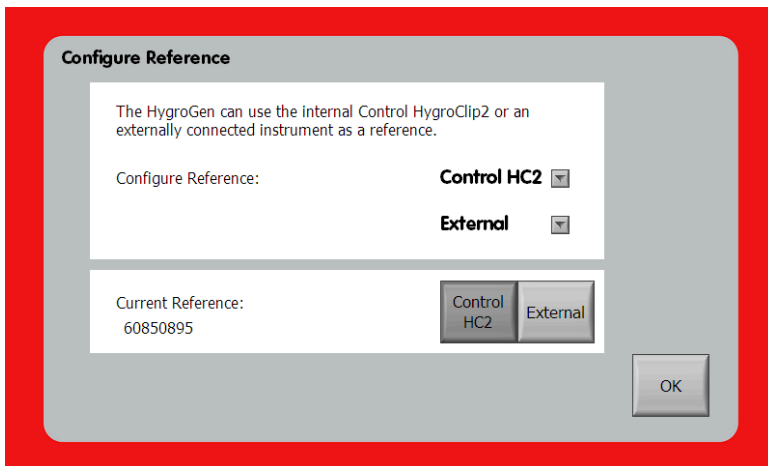 Configure Reference
The HygroGen can use the internal Control HygroClip2 or an
externally connected instrument as a reference.
Configure Reference:
Control HC2
External
Current Reference:
60850895
Control
HC2
External
OK